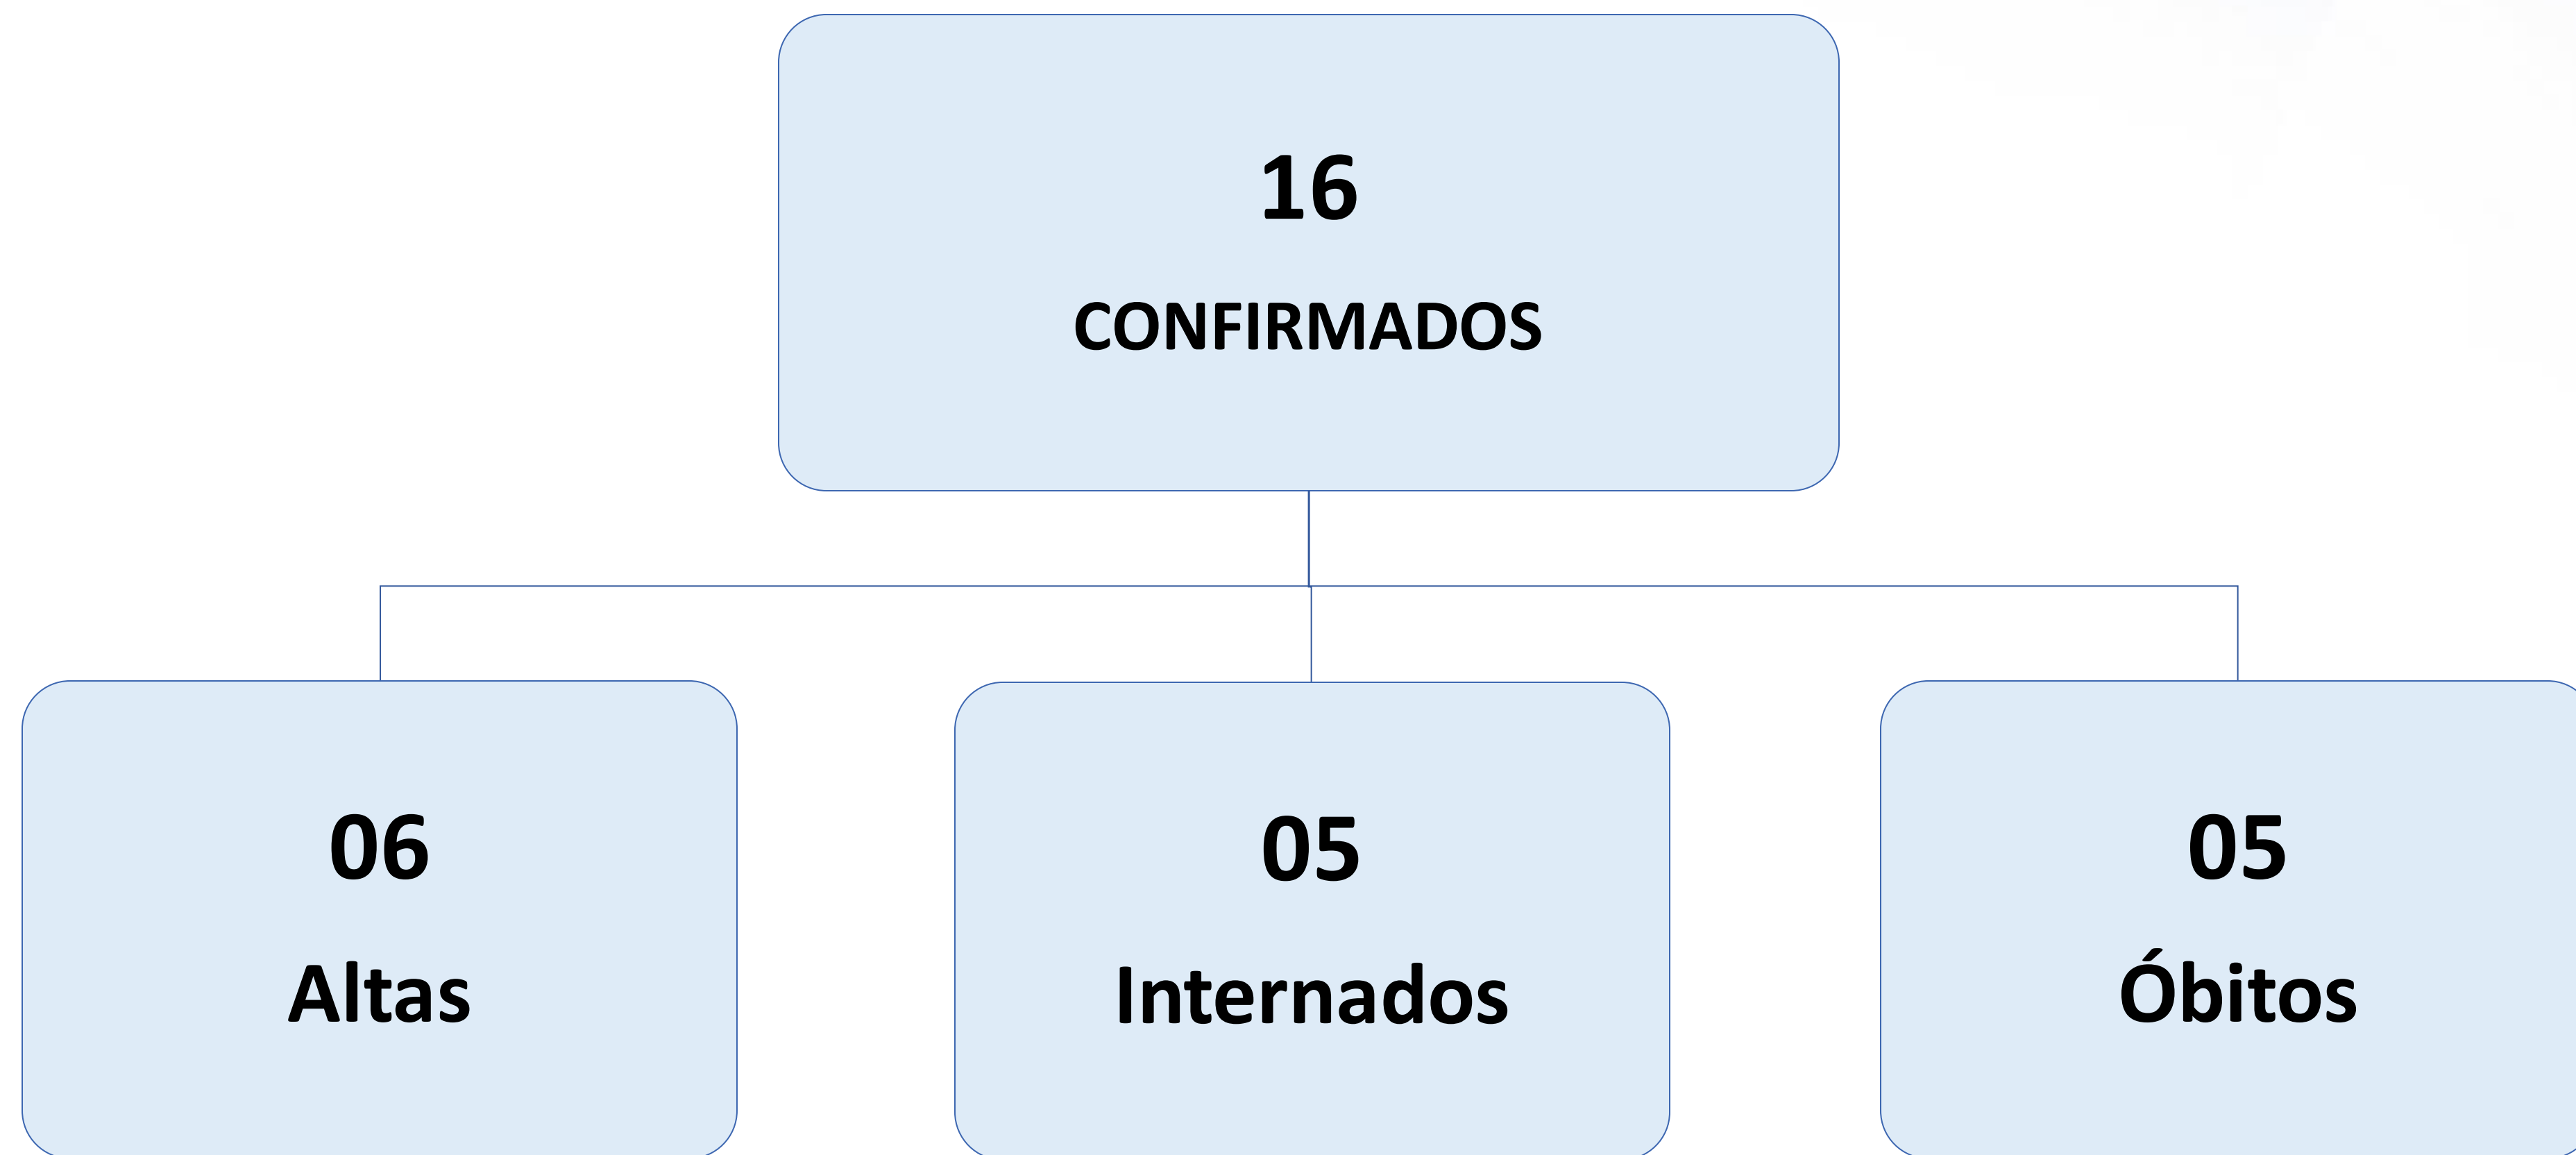 16
CONFIRMADOS
06
Altas
05
Internados
05
Óbitos